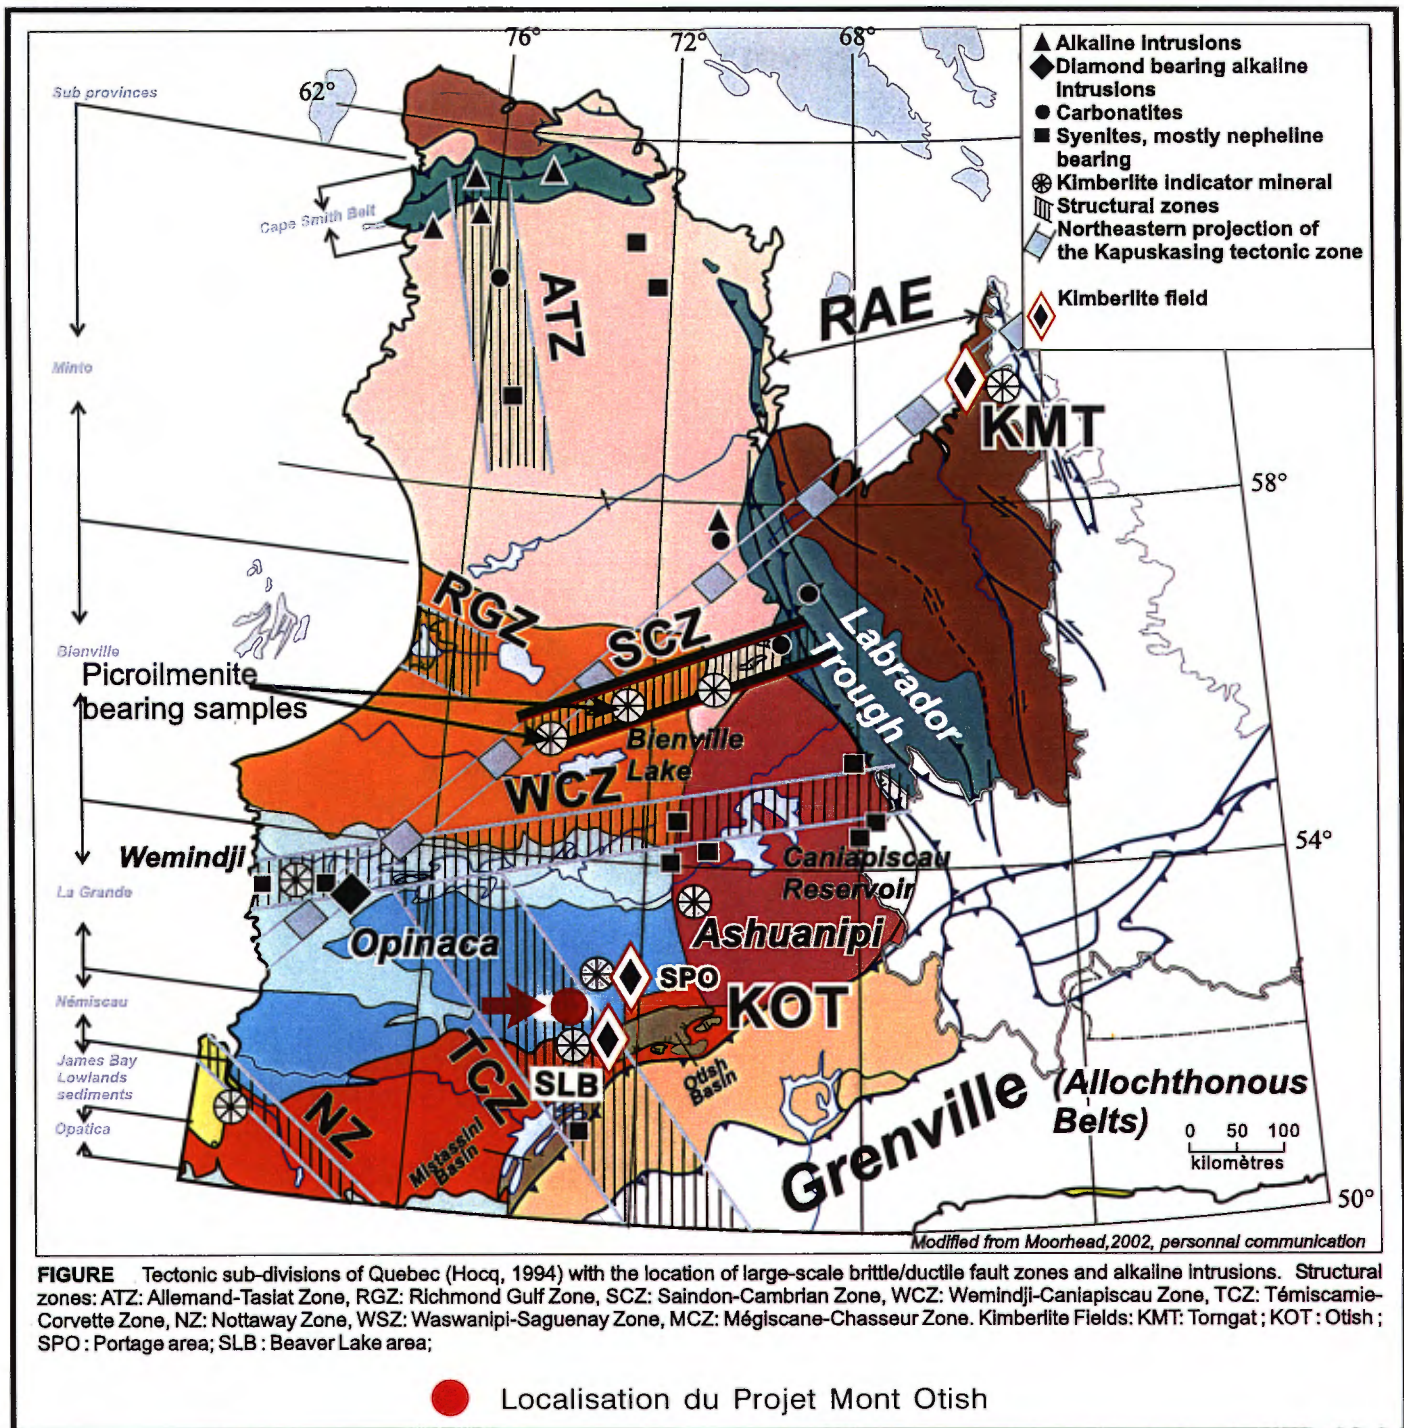 76°
72°
68°
62°
Sub provinces
Alkaline intrusions
Diamond bearing alkaline
intrusions
Carbonatites
Syenites, mostly nepheline
bearing
Kimberlite indicator mineral
Structural zones
Northeastern projection of
the Kapuskasing tectonic zone
Kimberlite field
Cape Smith Belt
ATZ
RAE
Minto
KMT
58°
RGZ
SCZ
Labrador
Trough
Bienville
Picroilmenite
bearing samples
Bienville
Lake
WCZ
54°
Wemindji
Caniapiscau
Reservoir
La Grande
Opinaca
Ashuanipi
SPO
KOT
Némiscau
James Bay
Lowlands
sediments
TCZ
SLB
Otish
Basin
Opatica
NZ
Mistassini
Basin
Grenville
(Allochthonous
Belts)
0 50 100
kilomètres
50°
Modified from Moorhead,2002, personnal communication
FIGURE Tectonic sub-divisions of Quebec (Hocq, 1994) with the location of large-scale brittle/ductile fault zones and alkaline intrusions. Structural
zones: ATZ: Allemand-Tasiat Zone, RGZ: Richmond Gulf Zone, SCZ: Saindon-Cambrian Zone, WCZ: Wemindji-Caniapiscau Zone, TCZ: Témiscamie-
Corvette Zone, NZ: Nottaway Zone, WSZ: Waswanipi-Saguenay Zone, MCZ: Mégiscane-Chasseur Zone. Kimberlite Fields: KMT: Torngat ; KOT : Otish ;
SPO : Portage area; SLB : Beaver Lake area;
Localisation du Projet Mont Otish